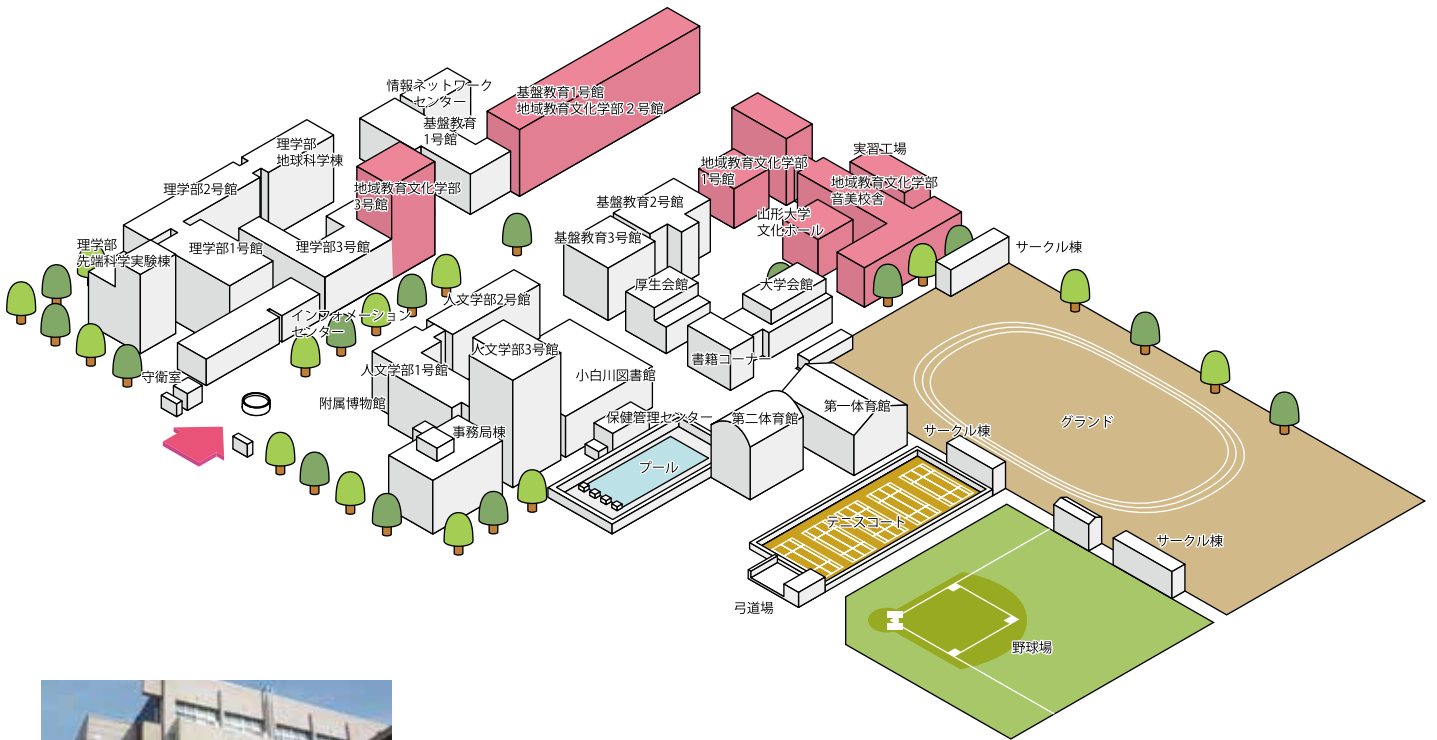 情報ネットワーク
センター
基盤教育1号館
地域教育文化学部２号館
基盤教育
1号館
理学部
地球科学棟
実習工場
地域教育文化学部
1号館
地域教育文化学部
音美校舎
理学部2号館
地域教育文化学部
3号館
基盤教育2号館
山形大学
文化ホール
理学部
先端科学実験棟
理学部1号館
理学部3号館
基盤教育3号館
サークル棟
厚生会館
大学会館
人文学部2号館
インフォメーション
センター
人文学部3号館
書籍コーナー
人文学部1号館
守衛室
小白川図書館
附属博物館
保健管理センター
第二体育館
第一体育館
グランド
事務局棟
サークル棟
プール
テニスコート
サークル棟
弓道場
野球場